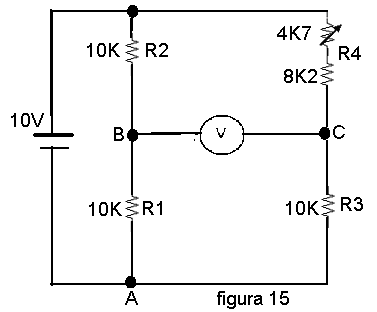 4K7
10K R2
R4
8K2
10V
B V C
10K R1
10K R3
A
figura 15